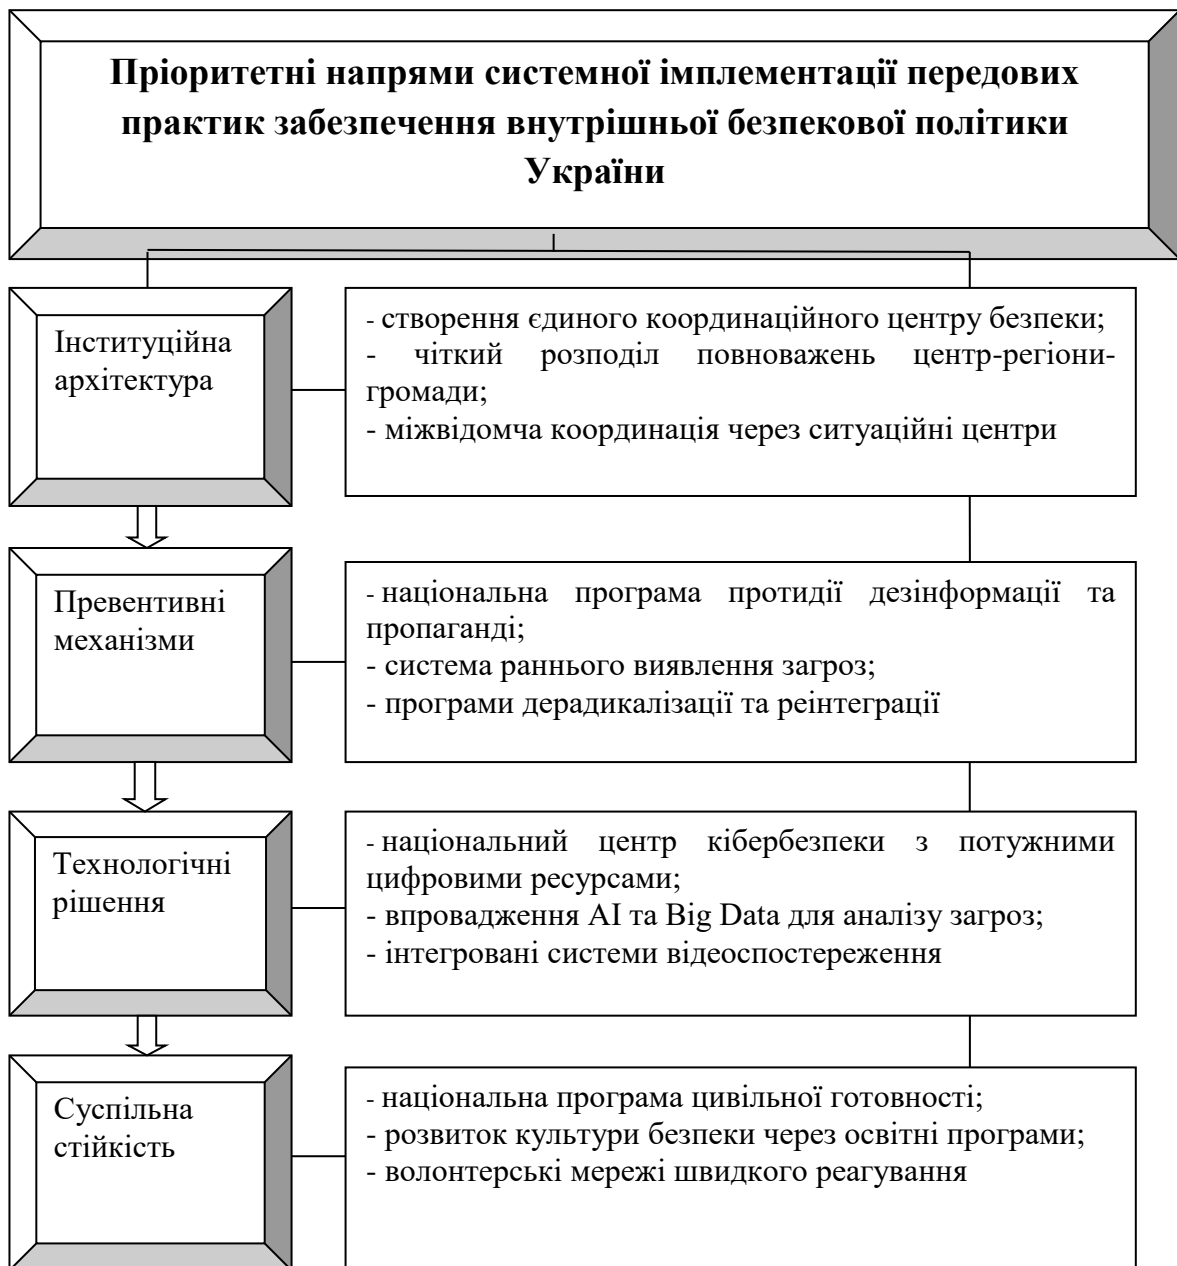 Пріоритетні напрями системної імплементації передових
практик забезпечення внутрішньої безпекової політики
України
Інституційна
архітектура
- створення єдиного координаційного центру безпеки;
- чіткий розподіл повноважень центр-регіони-
громади;
- міжвідомча координація через ситуаційні центри
Превентивні
механізми
- національна програма протидії дезінформації та
пропаганді;
- система раннього виявлення загроз;
- програми дерадикалізації та реінтеграції
Технологічні
рішення
- національний центр кібербезпеки з потужними
цифровими ресурсами;
- впровадження AI та Big Data для аналізу загроз;
- інтегровані системи відеоспостереження
Суспільна
стійкість
- національна програма цивільної готовності;
- розвиток культури безпеки через освітні програми;
- волонтерські мережі швидкого реагування